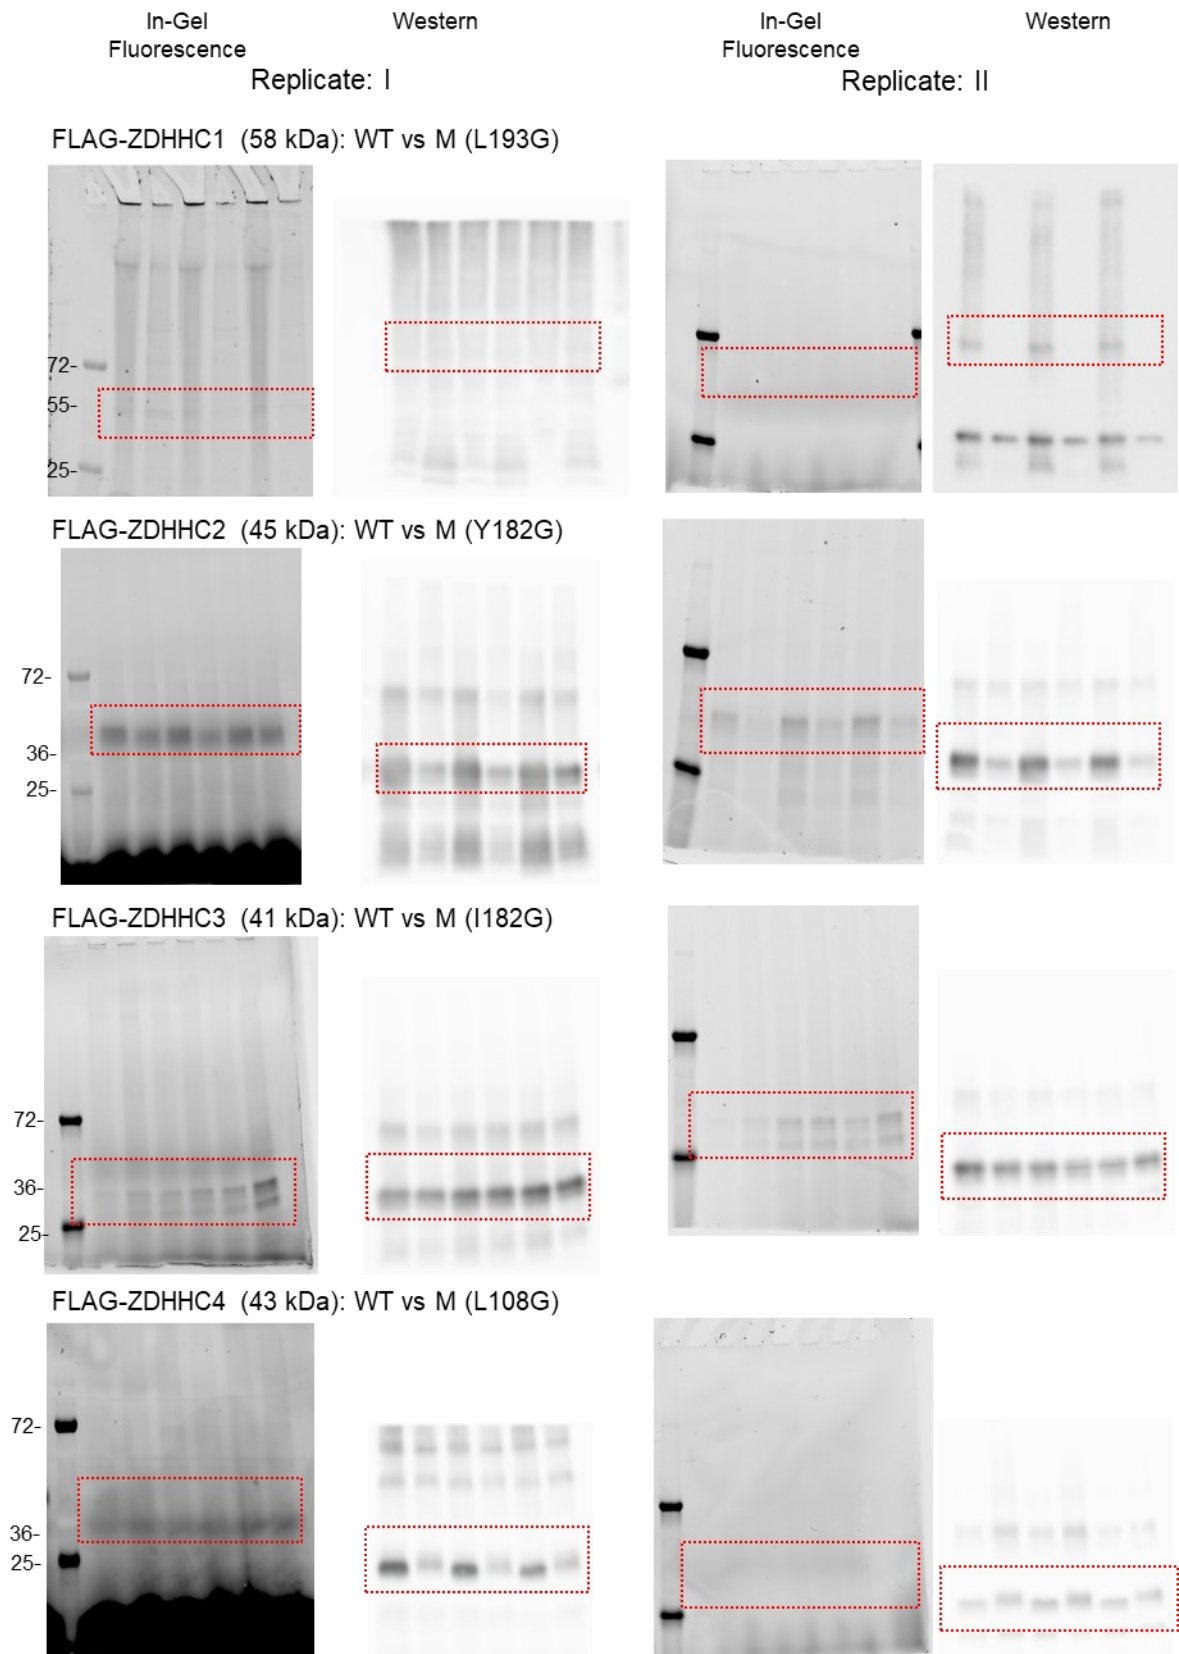 In-Gel
Fluorescence
Western
In-Gel
Fluorescence
Western
Replicate: I
Replicate: II
FLAG-ZDHHC1 (58 kDa): WT vs M (L193G)
72-
55-
25-
FLAG-ZDHHC2 (45 kDa): WT vs M (Y182G)
72-
36-
25-
FLAG-ZDHHC3 (41 kDa): WT vs M (I182G)
72-
36-
25-
FLAG-ZDHHC4 (43 kDa): WT vs M (L108G)
72-
36-
25-